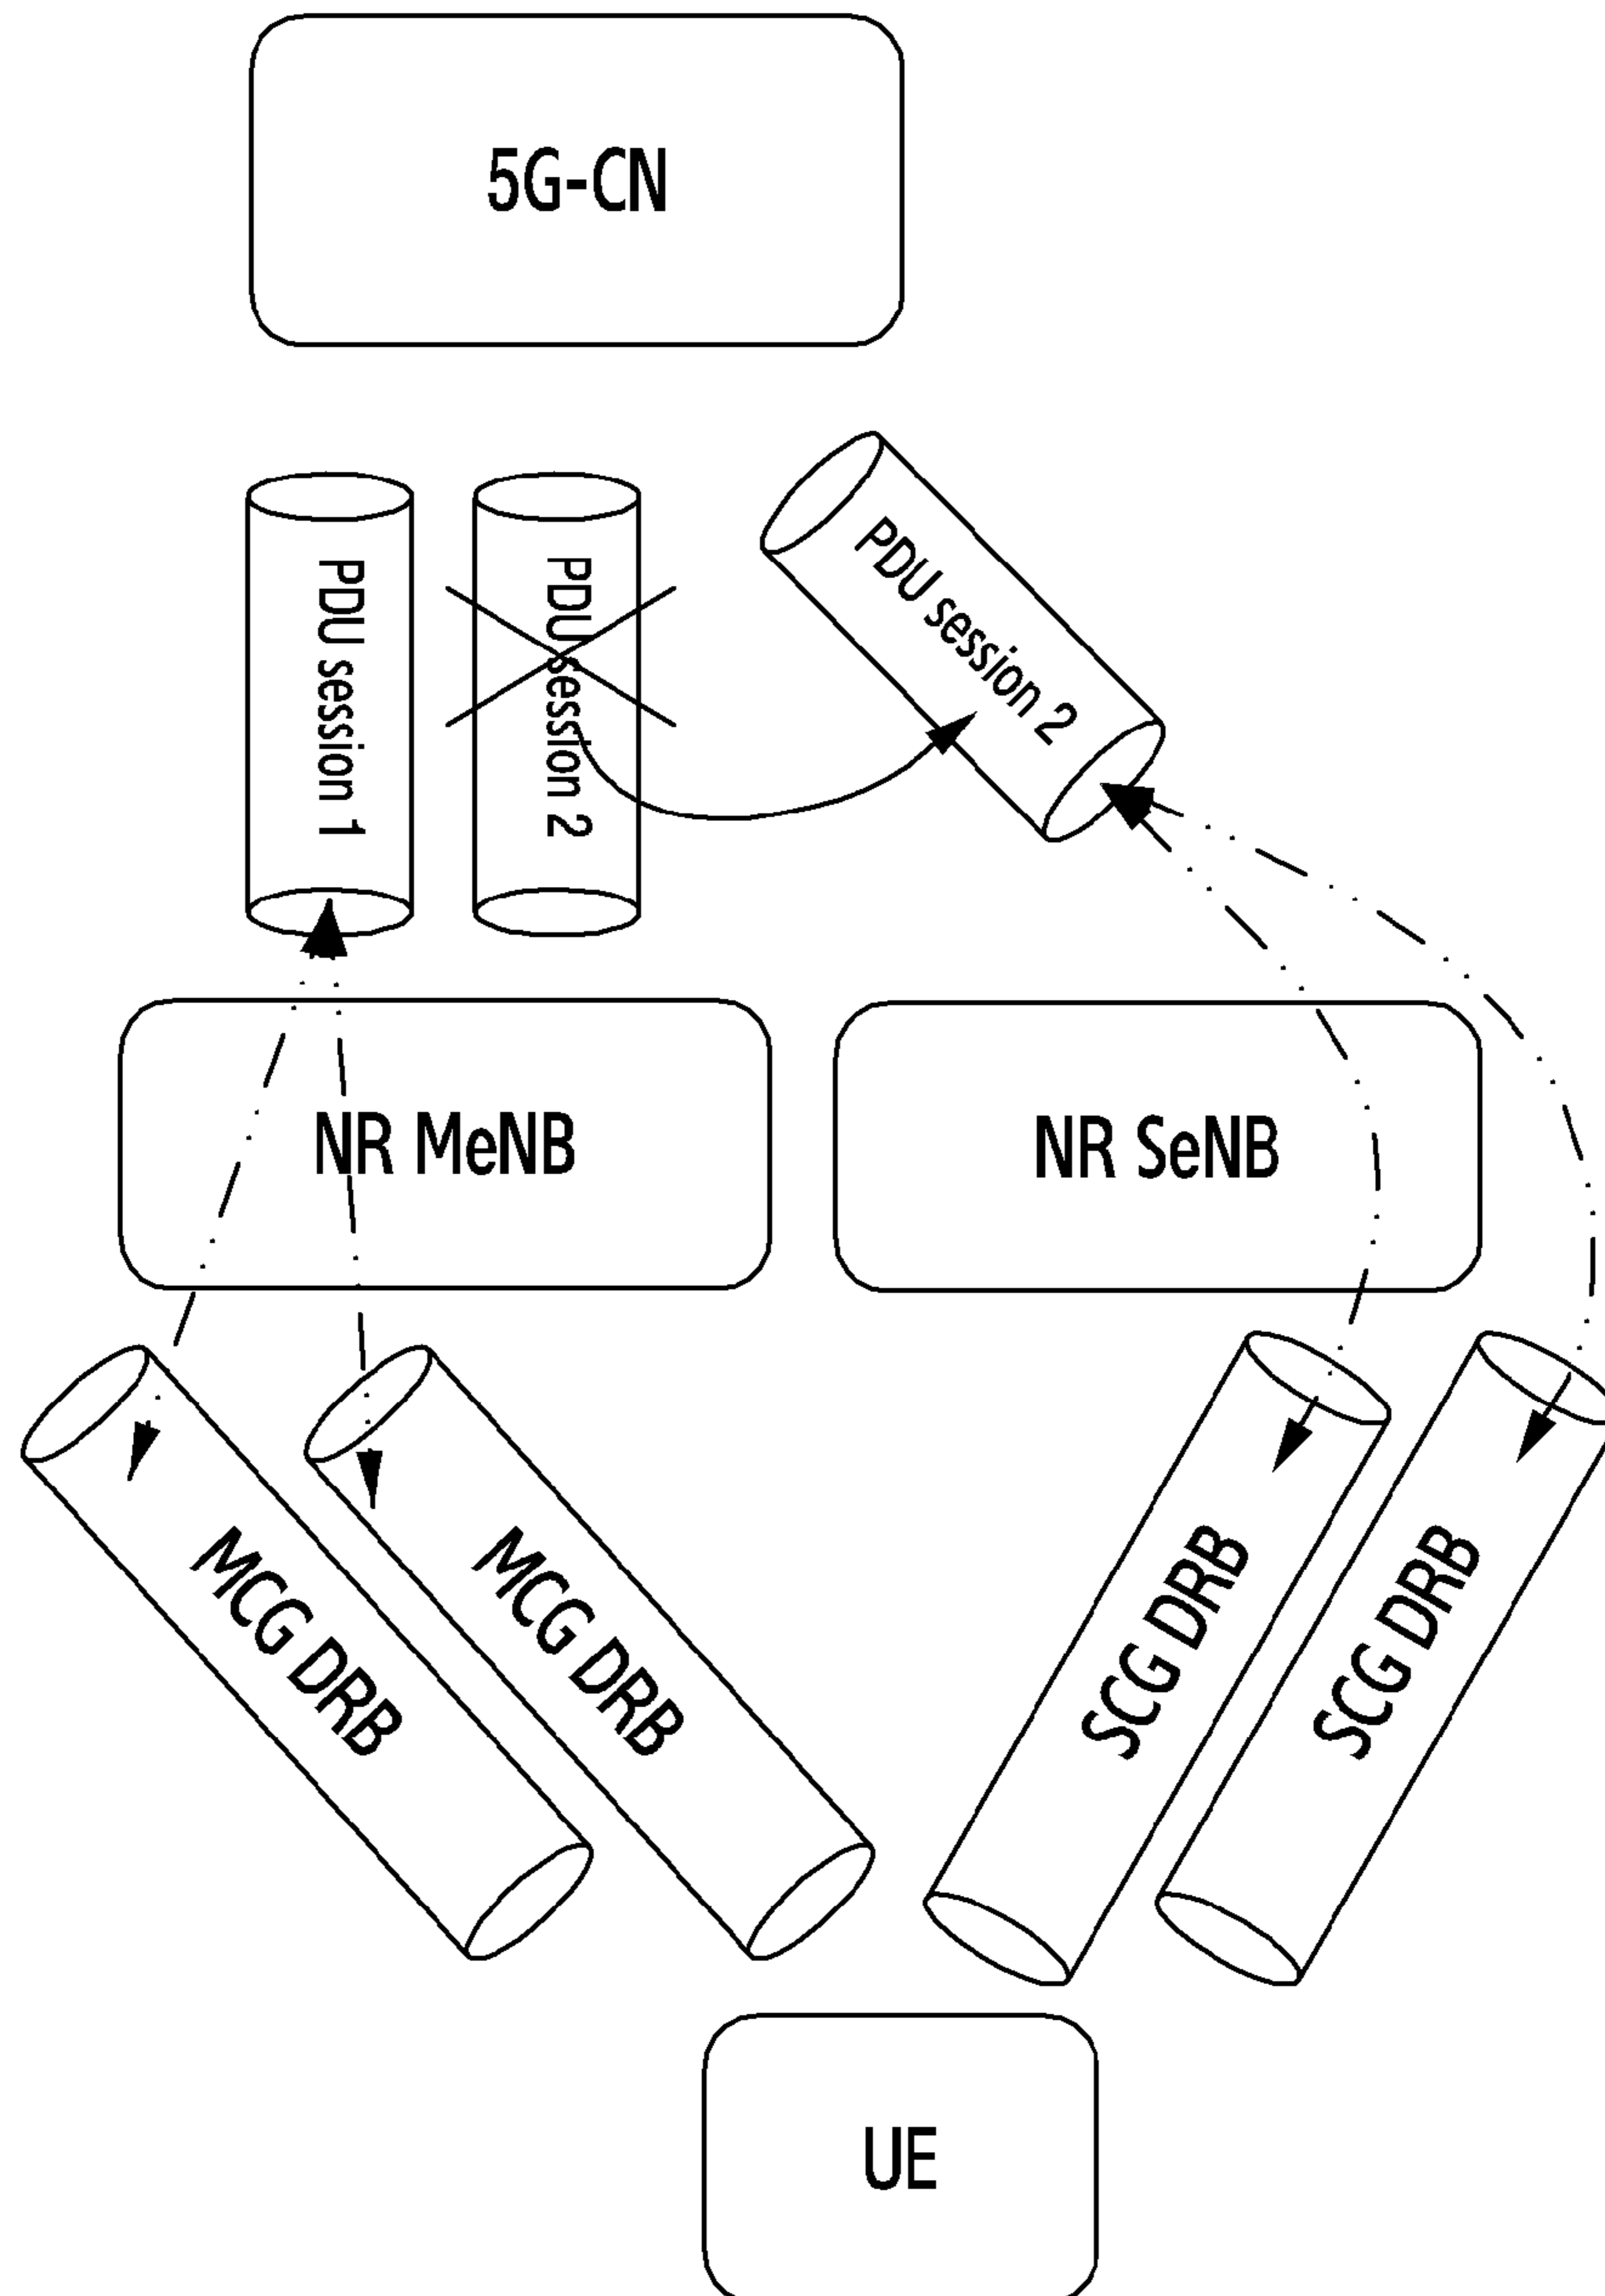 5G-CN
PDU session 1
PDU session 2
PDU session 2
NR MeNB
NR SeNB
MCG DRB
MCG DRB
SCG DRB
SCG DRB
UE